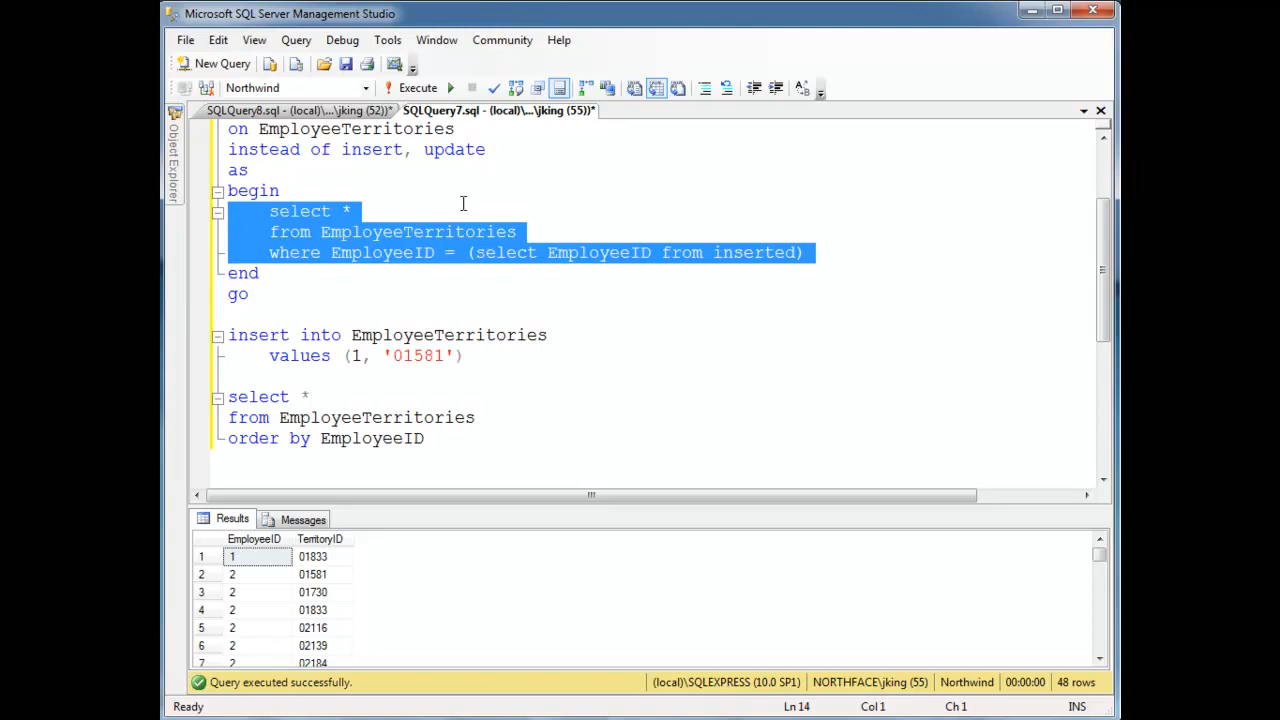 Microsoft SQL Server Management Studio
File Edit View Query Debug Tools Window Community Help
New Query
Northwind Execute
SQLQuery8.sql - (local)\...\jking (52))* SQLQuery7.sql - (local)\...\jking (55))*
Object Explorer
on EmployeeTerritories
instead of insert, update
as
begin
select *
from EmployeeTerritories
where EmployeeID = (select EmployeeID from inserted)
end
go
insert into EmployeeTerritories
values (1, '01581')
select *
from EmployeeTerritories
order by EmployeeID
Results Messages
EmployeeID TerritoryID
1 1 01833
2 2 01581
3 2 01730
4 2 01833
5 2 02116
6 2 02139
7 2 02184
Query executed successfully. (local)\SQLEXPRESS (10.0 SP1) NORTHFACE\jking (55) Northwind 00:00:00 48 rows
Ready Ln 14 Col 1 Ch 1 INS